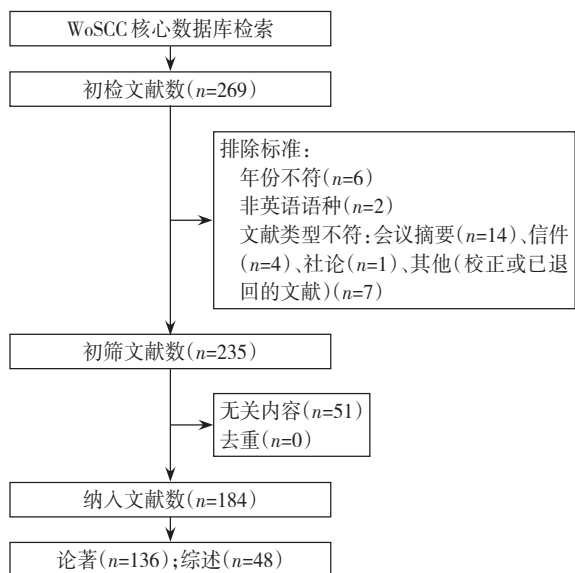 WoSCC核心数据库检索
初检文献数(n=269)
排除标准：
年份不符(n=6)
非英语语种(n=2)
文献类型不符：会议摘要(n=14)、信件
(n=4)、社论(n=1)、其他(校正或已退
回的文献)(n=7)
初筛文献数(n=235)
无关内容(n=51)
去重(n=0)
纳入文献数(n=184)
论著(n=136)；综述(n=48)